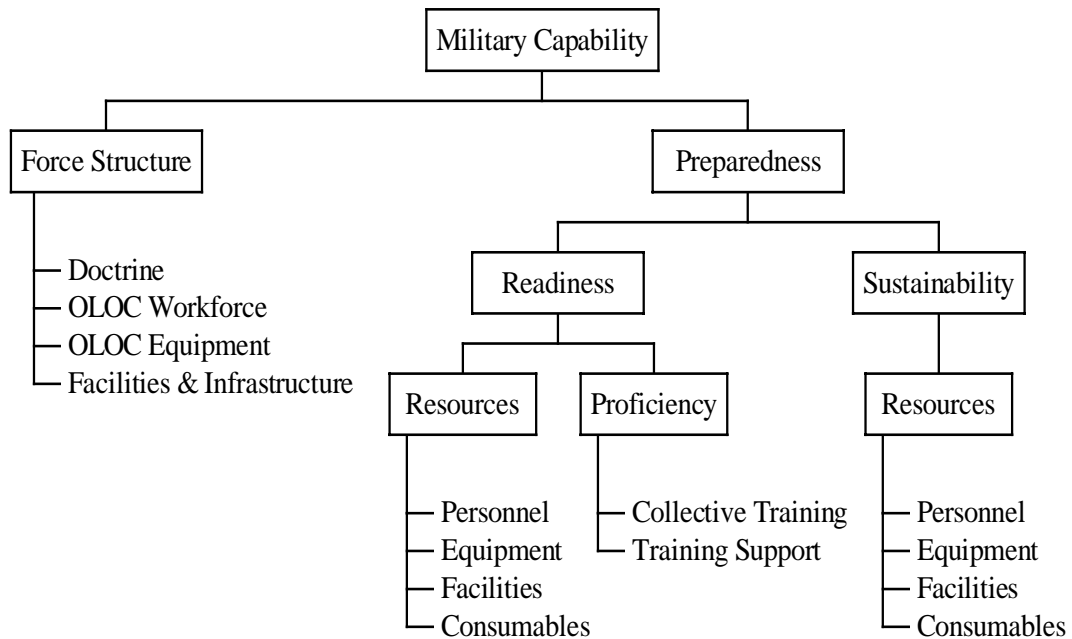 Military Capability
Force Structure
Preparedness
Doctrine
OLOC Workforce
OLOC Equipment
Facilities & Infrastructure
Readiness
Sustainability
Resources
Proficiency
Resources
Personnel
Equipment
Facilities
Consumables
Collective Training
Training Support
Personnel
Equipment
Facilities
Consumables